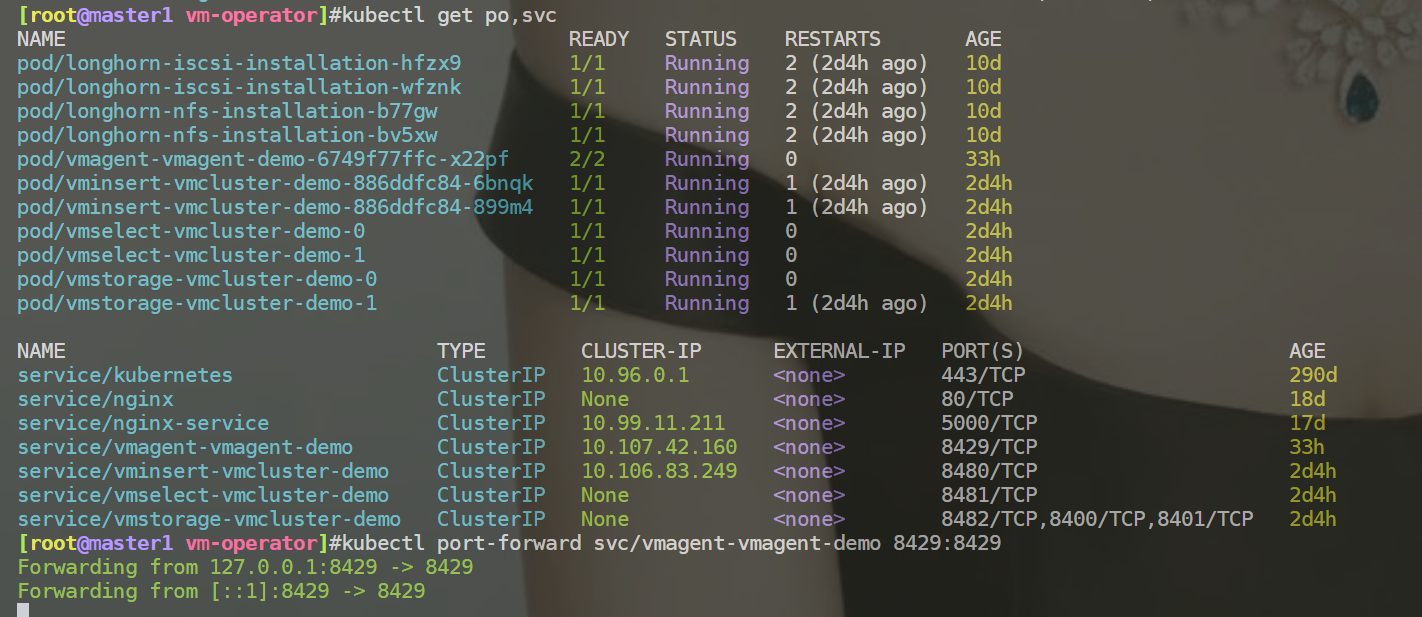 [root@master1 vm-operator]#kubectl get po,svc
NAME READY STATUS RESTARTS AGE
pod/longhorn-iscsi-installation-hfzx9 1/1 Running 2 (2d4h ago) 10d
pod/longhorn-iscsi-installation-wfznk 1/1 Running 2 (2d4h ago) 10d
pod/longhorn-nfs-installation-b77gw 1/1 Running 2 (2d4h ago) 10d
pod/longhorn-nfs-installation-bv5xw 1/1 Running 2 (2d4h ago) 10d
pod/vmagent-vmagent-demo-6749f77ffc-x22pf 2/2 Running 0 33h
pod/vminsert-vmcluster-demo-886ddfc84-6bnqk 1/1 Running 1 (2d4h ago) 2d4h
pod/vminsert-vmcluster-demo-886ddfc84-899m4 1/1 Running 1 (2d4h ago) 2d4h
pod/vmselect-vmcluster-demo-0 1/1 Running 0 2d4h
pod/vmselect-vmcluster-demo-1 1/1 Running 0 2d4h
pod/vmstorage-vmcluster-demo-0 1/1 Running 0 2d4h
pod/vmstorage-vmcluster-demo-1 1/1 Running 1 (2d4h ago) 2d4h
NAME TYPE CLUSTER-IP EXTERNAL-IP PORT(S) AGE
service/kubernetes ClusterIP 10.96.0.1 <none> 443/TCP 290d
service/nginx ClusterIP None <none> 80/TCP 18d
service/nginx-service ClusterIP 10.99.11.211 <none> 5000/TCP 17d
service/vmagent-vmagent-demo ClusterIP 10.107.42.160 <none> 8429/TCP 33h
service/vminsert-vmcluster-demo ClusterIP 10.106.83.249 <none> 8480/TCP 2d4h
service/vmselect-vmcluster-demo ClusterIP None <none> 8481/TCP 2d4h
service/vmstorage-vmcluster-demo ClusterIP None <none> 8482/TCP,8400/TCP,8401/TCP 2d4h
[root@master1 vm-operator]#kubectl port-forward svc/vmagent-vmagent-demo 8429:8429
Forwarding from 127.0.0.1:8429 -> 8429
Forwarding from [::1]:8429 -> 8429